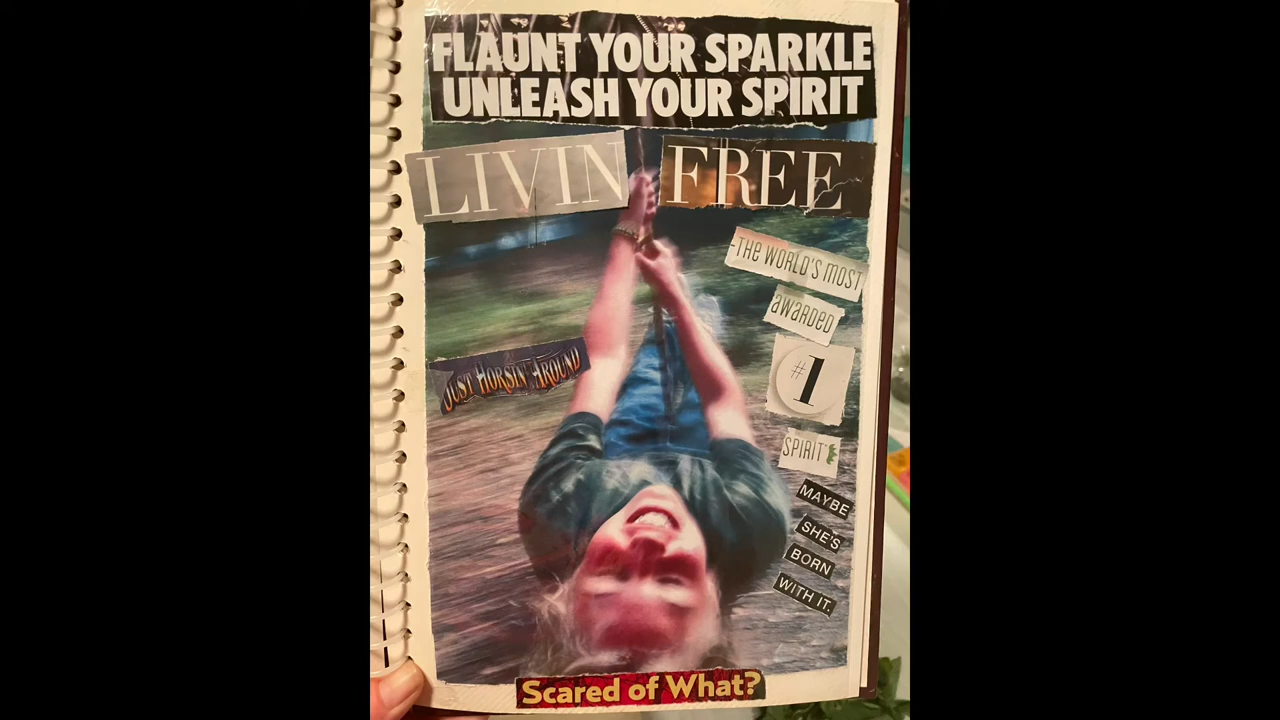 FLAUNT YOUR SPARKLE
UNLEASH YOUR SPIRIT
LIVIN FREE
-THE WORLD'S MOST
awarDeD
#1
SPIRIT
JUST HORSIN' AROUND
MAYBE
SHE'S
BORN
WITH IT.
Scared of What?